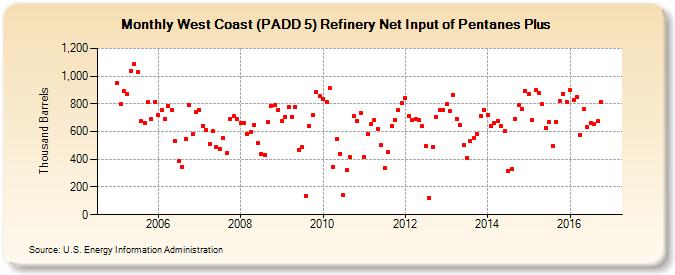 Monthly West Coast (PADD 5) Refinery Net Input of Pentanes Plus
Thousand Barrels
1,200
1,000
800
600
400
200
0
2006 2008 2010 2012 2014 2016
Source: U.S. Energy Information Administration